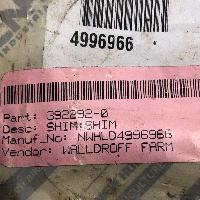 4996966
Part: 392292-0
Desc: SHIM;SHIM
Manuf_No: NWHLD4996966
Vendor: WALLDROFF FARM